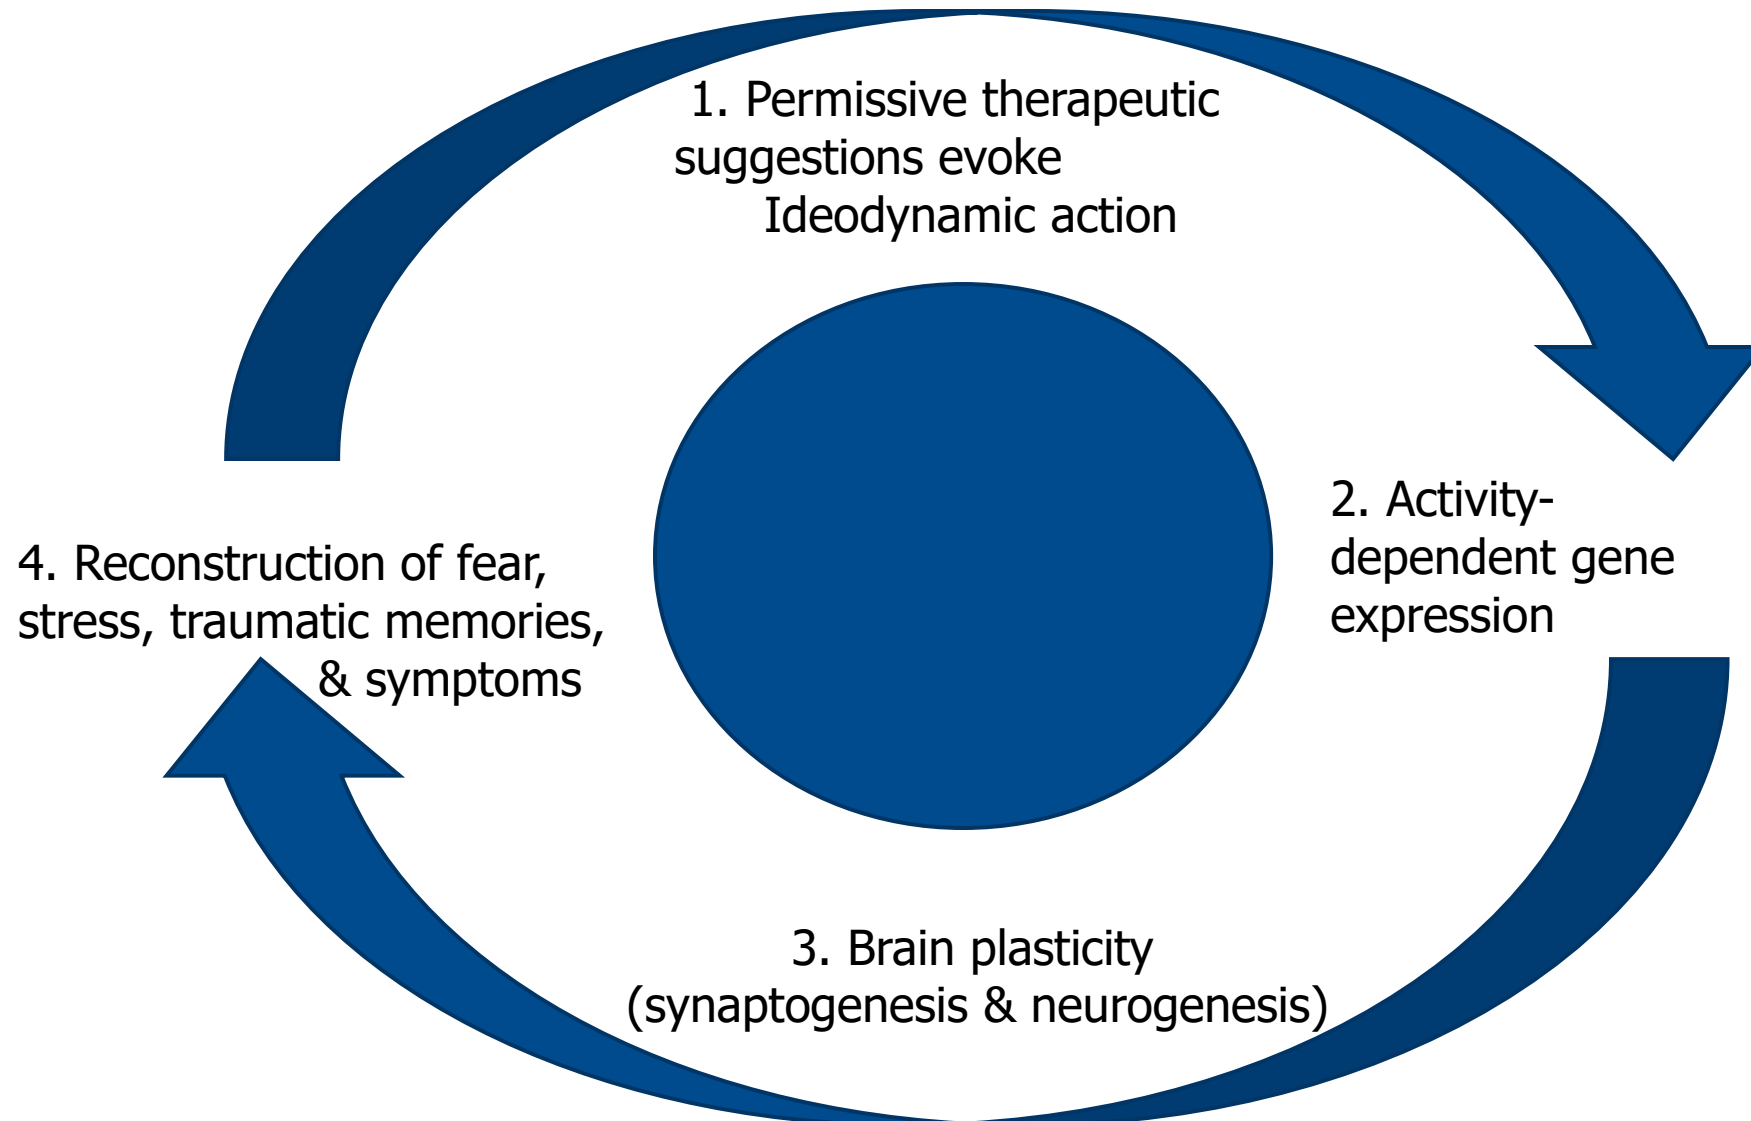 1. Permissive therapeutic
suggestions evoke
Ideodynamic action
2. Activity-
dependent gene
expression
3. Brain plasticity
(synaptogenesis & neurogenesis)
4. Reconstruction of fear,
stress, traumatic memories,
& symptoms